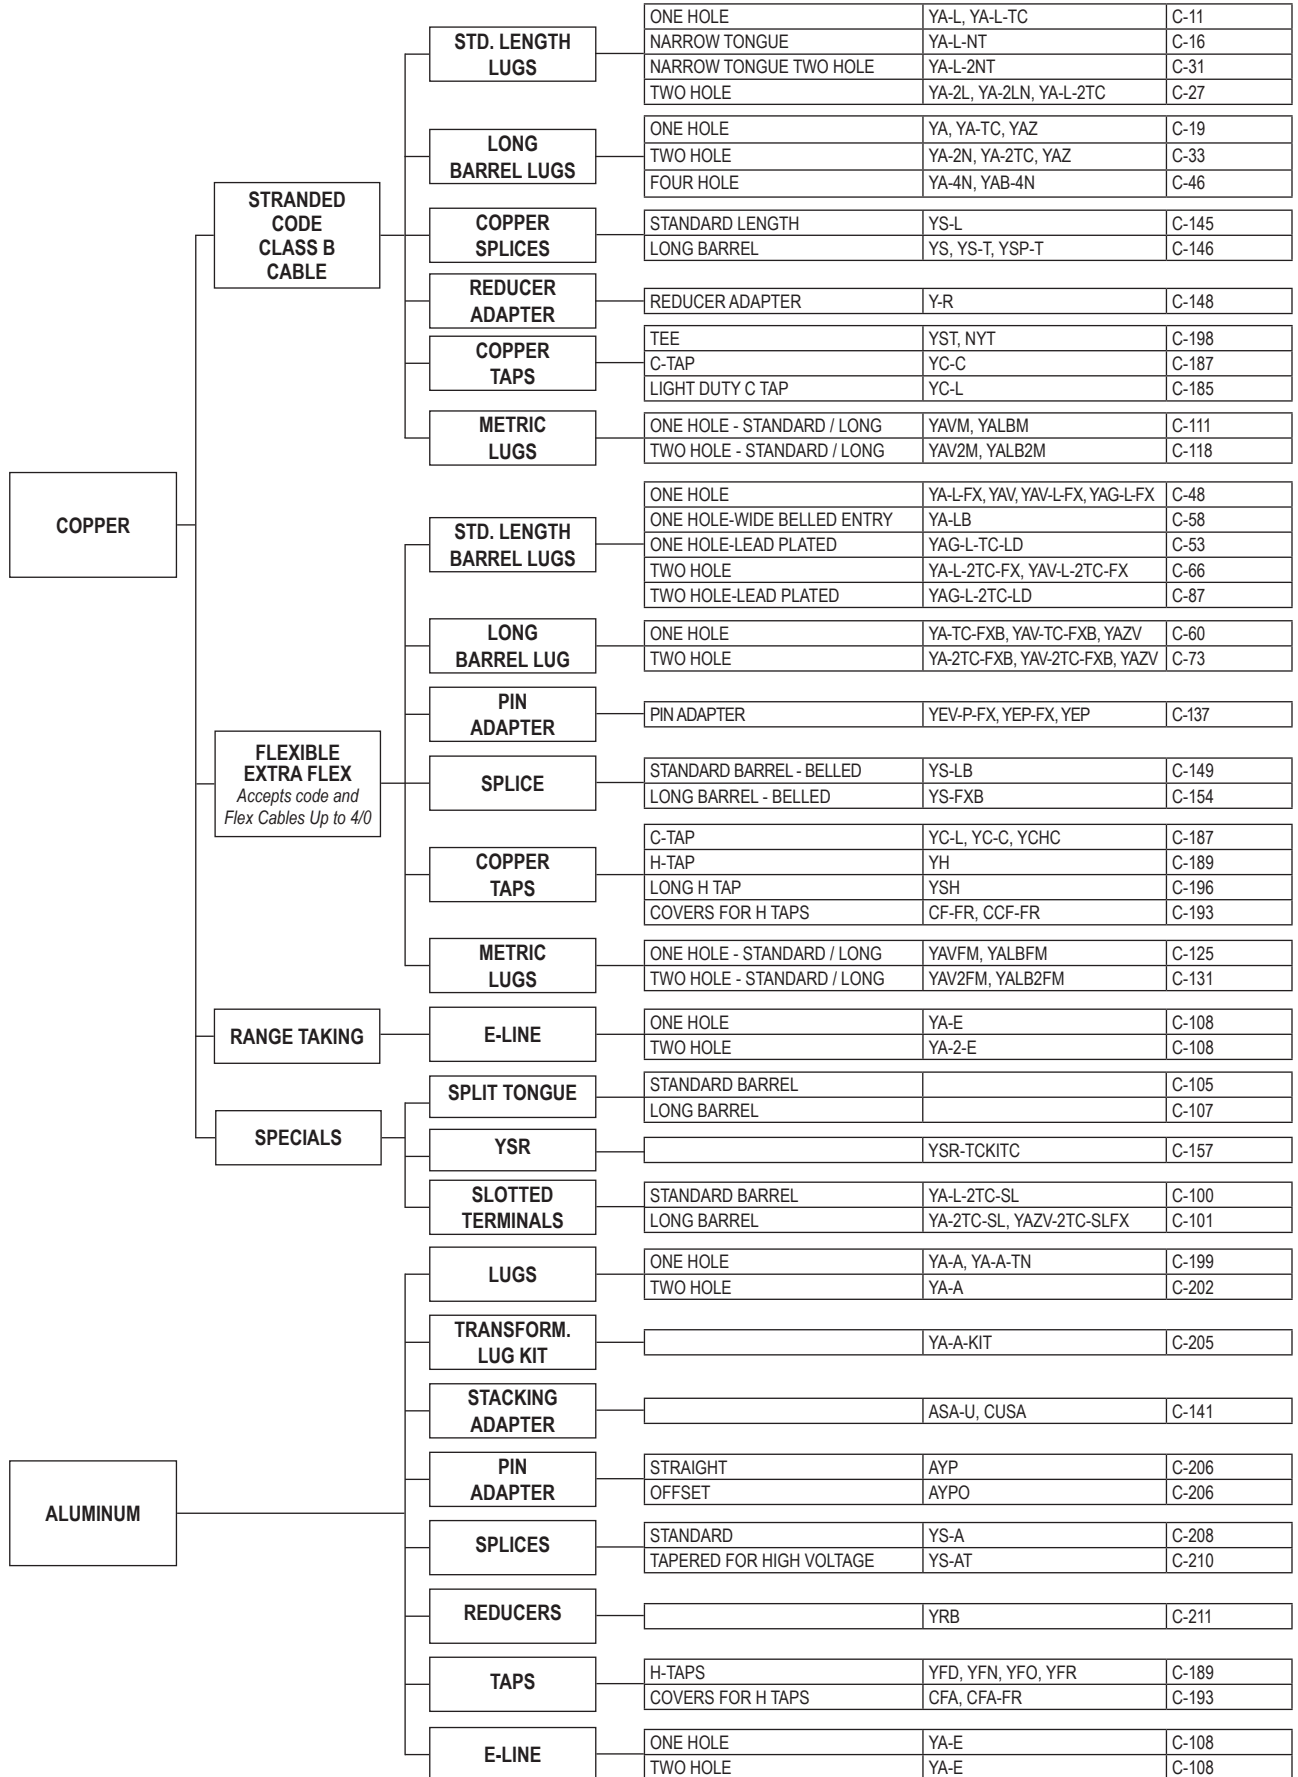 COPPER
STRANDED
CODE
CLASS B
CABLE
STD. LENGTH
LUGS
ONE HOLE YA-L, YA-L-TC C-11
NARROW TONGUE YA-L-NT C-16
NARROW TONGUE TWO HOLE YA-L-2NT C-31
TWO HOLE YA-2L, YA-2LN, YA-L-2TC C-27
LONG
BARREL LUGS
ONE HOLE YA, YA-TC, YAZ C-19
TWO HOLE YA-2N, YA-2TC, YAZ C-33
FOUR HOLE YA-4N, YAB-4N C-46
COPPER
SPLICES
STANDARD LENGTH YS-L C-145
LONG BARREL YS, YS-T, YSP-T C-146
REDUCER
ADAPTER
REDUCER ADAPTER Y-R C-148
COPPER
TAPS
TEE YST, NYT C-198
C-TAP YC-C C-187
LIGHT DUTY C TAP YC-L C-185
METRIC
LUGS
ONE HOLE - STANDARD / LONG YAVM, YALBM C-111
TWO HOLE - STANDARD / LONG YAV2M, YALB2M C-118
FLEXIBLE
EXTRA FLEX
Accepts code and
Flex Cables Up to 4/0
STD. LENGTH
BARREL LUGS
ONE HOLE YA-L-FX, YAV, YAV-L-FX, YAG-L-FX C-48
ONE HOLE-WIDE BELLED ENTRY YA-LB C-58
ONE HOLE-LEAD PLATED YAG-L-TC-LD C-53
TWO HOLE YA-L-2TC-FX, YAV-L-2TC-FX C-66
TWO HOLE-LEAD PLATED YAG-L-2TC-LD C-87
LONG
BARREL LUG
ONE HOLE YA-TC-FXB, YAV-TC-FXB, YAZV C-60
TWO HOLE YA-2TC-FXB, YAV-2TC-FXB, YAZV C-73
PIN
ADAPTER
PIN ADAPTER YEV-P-FX, YEP-FX, YEP C-137
SPLICE
STANDARD BARREL - BELLED YS-LB C-149
LONG BARREL - BELLED YS-FXB C-154
COPPER
TAPS
C-TAP YC-L, YC-C, YCHC C-187
H-TAP YH C-189
LONG H TAP YSH C-196
COVERS FOR H TAPS CF-FR, CCF-FR C-193
METRIC
LUGS
ONE HOLE - STANDARD / LONG YAVFM, YALBFM C-125
TWO HOLE - STANDARD / LONG YAV2FM, YALB2FM C-131
RANGE TAKING
E-LINE
ONE HOLE YA-E C-108
TWO HOLE YA-2-E C-108
SPECIALS
SPLIT TONGUE
STANDARD BARREL C-105
LONG BARREL C-107
YSR
YSR-TCKITC C-157
SLOTTED
TERMINALS
STANDARD BARREL YA-L-2TC-SL C-100
LONG BARREL YA-2TC-SL, YAZV-2TC-SLFX C-101
ALUMINUM
LUGS
ONE HOLE YA-A, YA-A-TN C-199
TWO HOLE YA-A C-202
TRANSFORM.
LUG KIT
YA-A-KIT C-205
STACKING
ADAPTER
ASA-U, CUSA C-141
PIN
ADAPTER
STRAIGHT AYP C-206
OFFSET AYPO C-206
SPLICES
STANDARD YS-A C-208
TAPERED FOR HIGH VOLTAGE YS-AT C-210
REDUCERS
YRB C-211
TAPS
H-TAPS YFD, YFN, YFO, YFR C-189
COVERS FOR H TAPS CFA, CFA-FR C-193
E-LINE
ONE HOLE YA-E C-108
TWO HOLE YA-E C-108